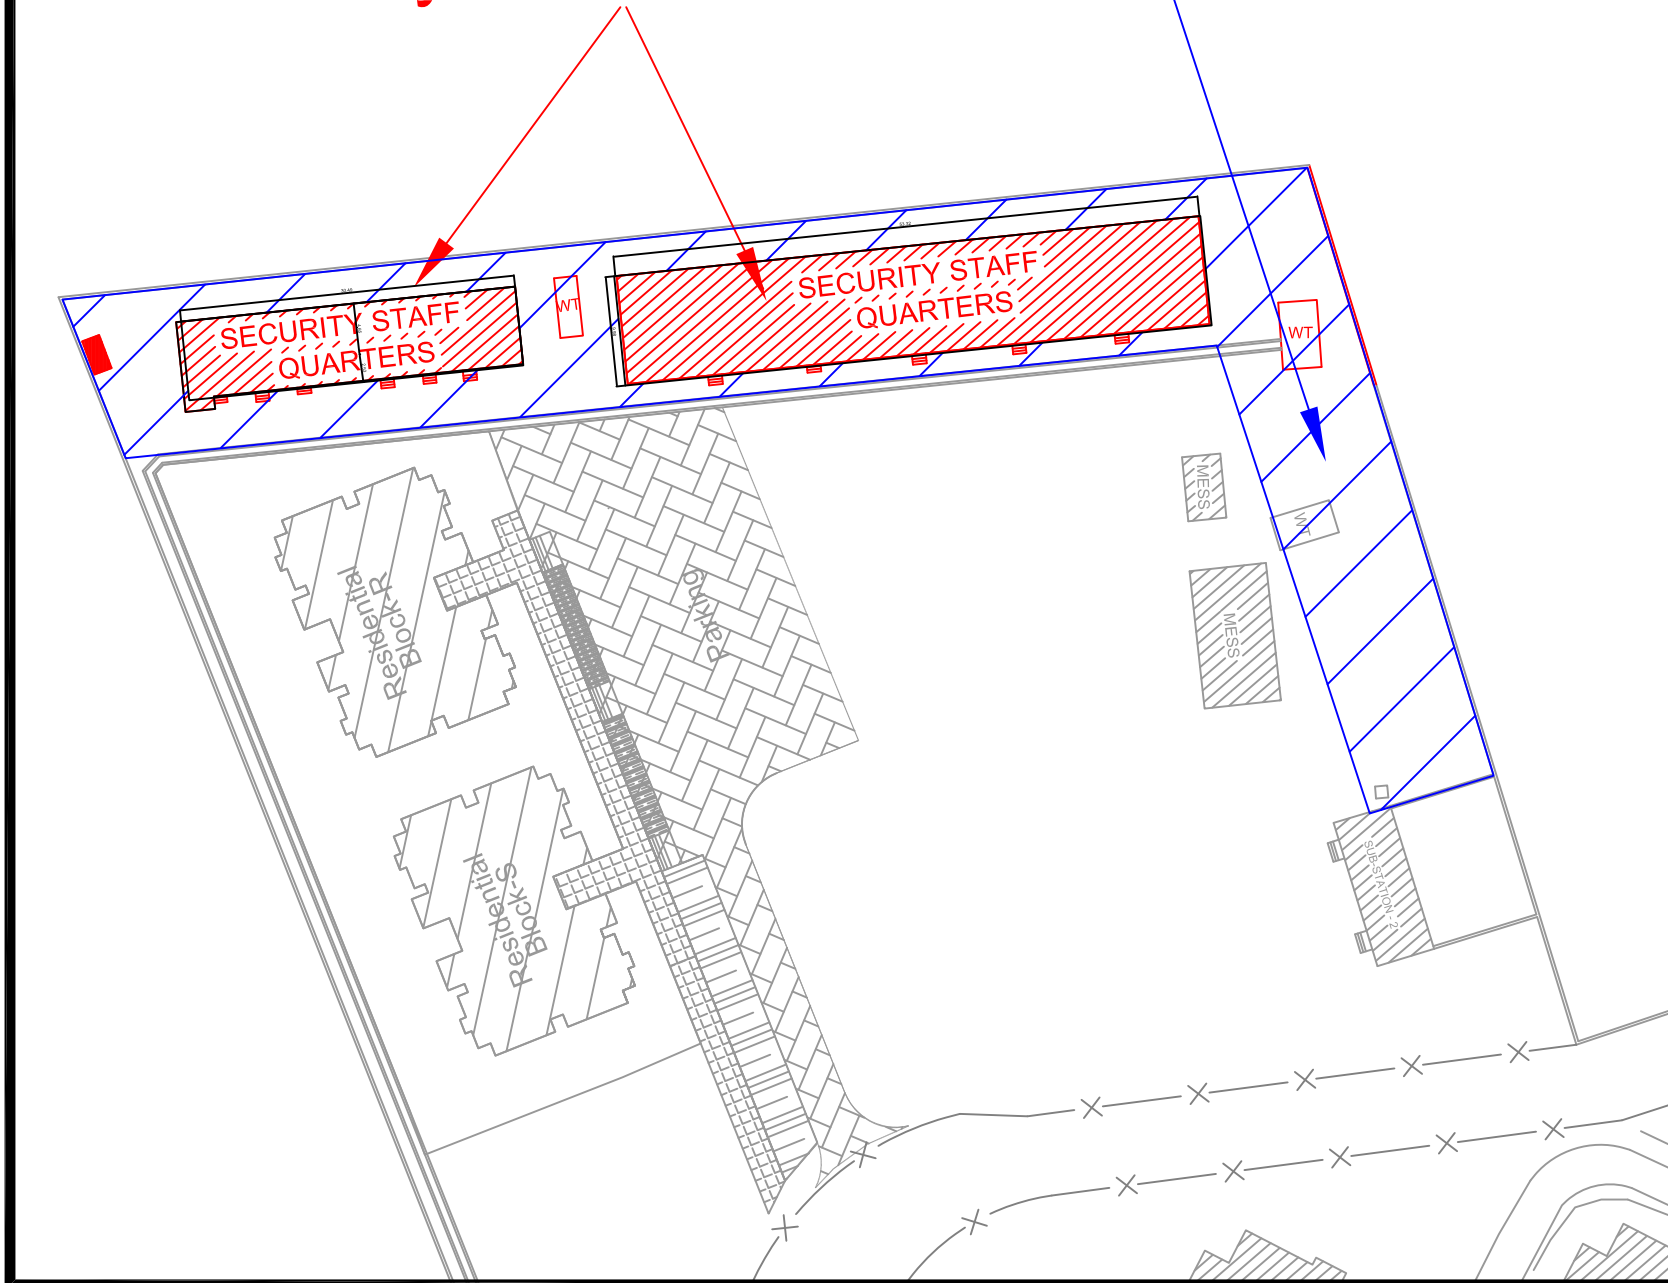 SECURITY STAFF
QUARTERS
WT
SECURITY STAFF
QUARTERS
WT
MESS
WT
MESS
Parking
Residential
Block-R
Residential
Block-S
SUB-STATION - 2